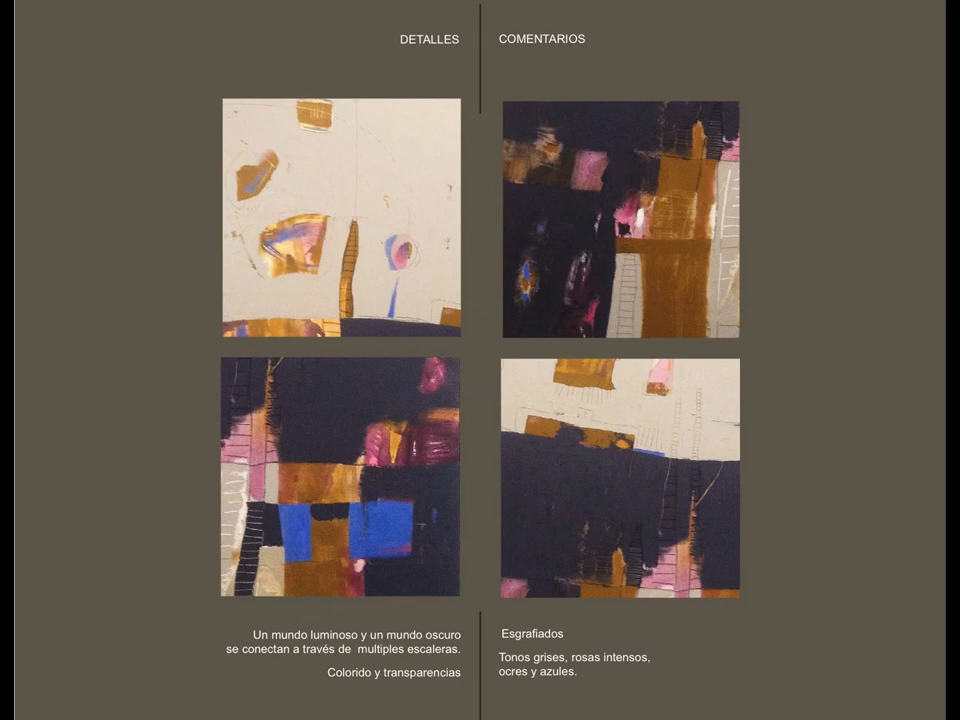 DETALLES
COMENTARIOS
Un mundo luminoso y un mundo oscuro
se conectan a través de multiples escaleras.
Colorido y transparencias
Esgrafiados
Tonos grises, rosas intensos,
ocres y azules.